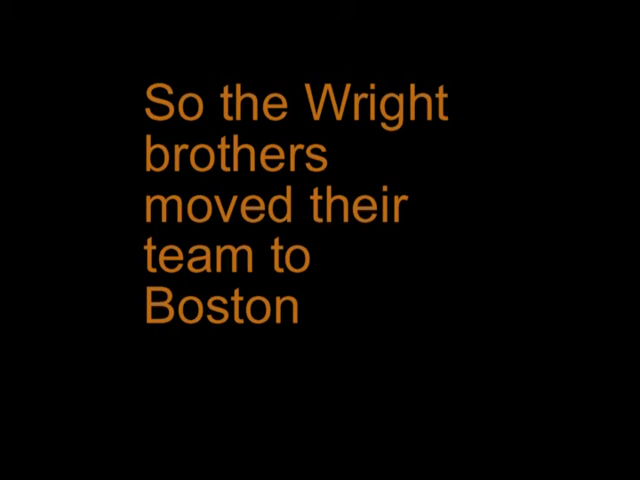 So the Wright
brothers
moved their
team to
Boston